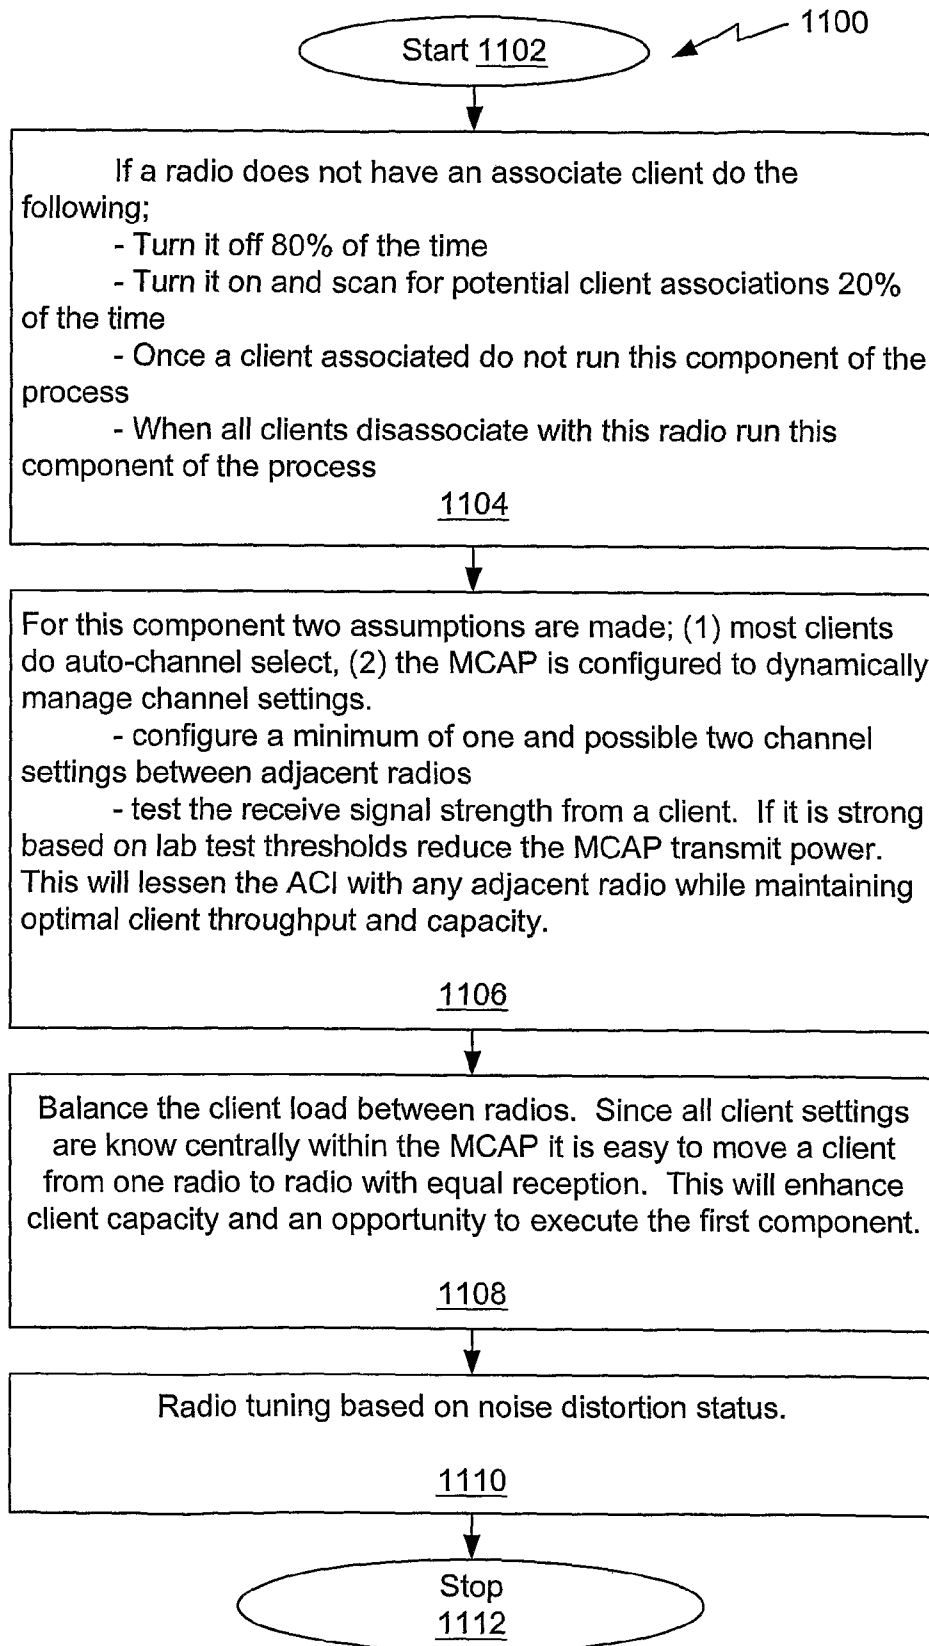 1100
Start 1102
If a radio does not have an associate client do the
following;
- Turn it off 80% of the time
- Turn it on and scan for potential client associations 20%
of the time
- Once a client associated do not run this component of the
process
- When all clients disassociate with this radio run this
component of the process
1104
For this component two assumptions are made; (1) most clients
do auto-channel select, (2) the MCAP is configured to dynamically
manage channel settings.
- configure a minimum of one and possible two channel
settings between adjacent radios
- test the receive signal strength from a client. If it is strong
based on lab test thresholds reduce the MCAP transmit power.
This will lessen the ACI with any adjacent radio while maintaining
optimal client throughput and capacity.
1106
Balance the client load between radios. Since all client settings
are know centrally within the MCAP it is easy to move a client
from one radio to radio with equal reception. This will enhance
client capacity and an opportunity to execute the first component.
1108
Radio tuning based on noise distortion status.
1110
Stop
1112